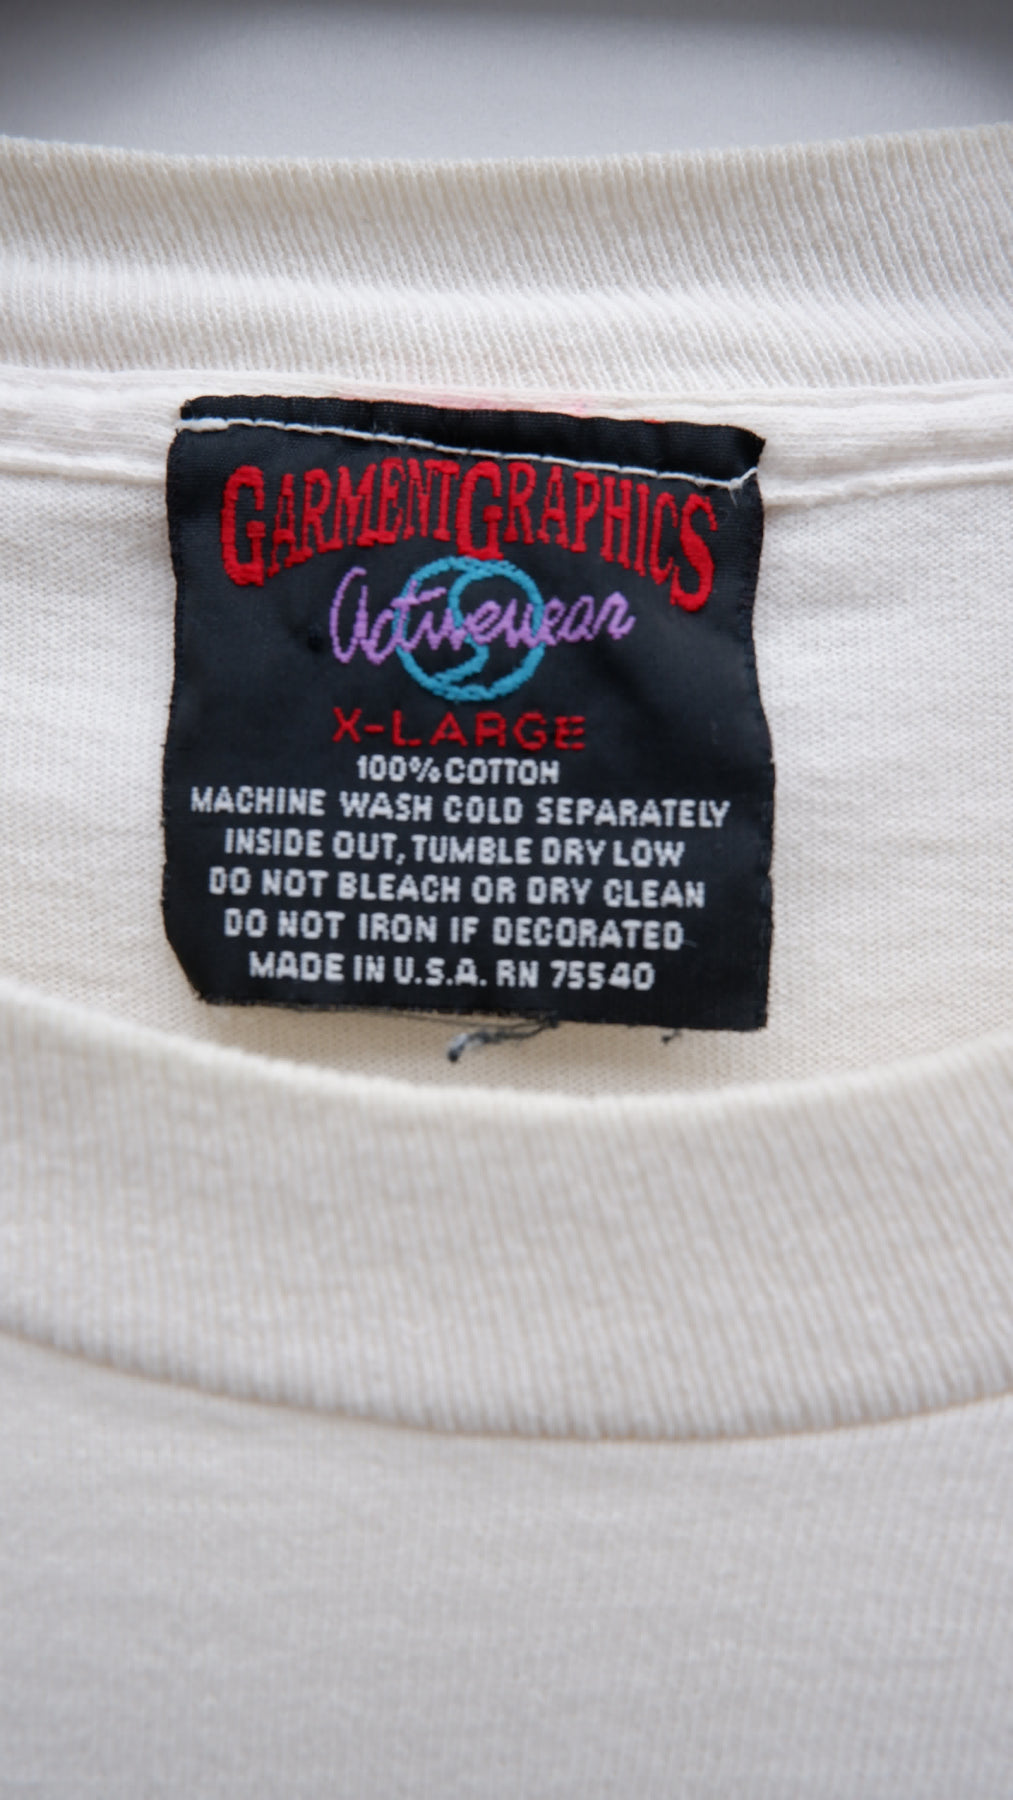 GARMENTGRAPHICS
Activewear
X-LARGE
100% COTTON
MACHINE WASH COLD SEPARATELY
INSIDE OUT, TUMBLE DRY LOW
DO NOT BLEACH OR DRY CLEAN
DO NOT IRON IF DECORATED
MADE IN U.S.A. RN 75540